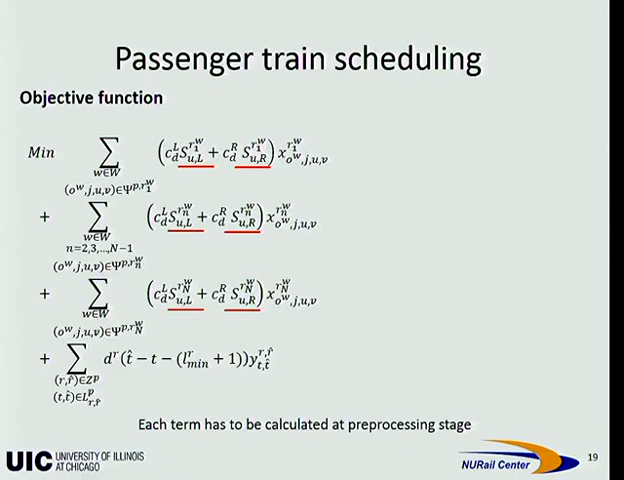 Passenger train scheduling
Objective function
Min ∑_{w∈W, (o^w,j,u,v)∈Ψ^{p,r_1^w}} (c_d^L S_{u,L}^{r_1^w} + c_d^R S_{u,R}^{r_1^w}) x_{o^w,j,u,v}^{r_1^w}
+ ∑_{w∈W, n=2,3,…,N−1, (o^w,j,u,v)∈Ψ^{p,r_n^w}} (c_d^L S_{u,L}^{r_n^w} + c_d^R S_{u,R}^{r_n^w}) x_{o^w,j,u,v}^{r_n^w}
+ ∑_{w∈W, (o^w,j,u,v)∈Ψ^{p,r_N^w}} (c_d^L S_{u,L}^{r_N^w} + c_d^R S_{u,R}^{r_N^w}) x_{o^w,j,u,v}^{r_N^w}
+ ∑_{(r,r̂)∈Z^p, (t,t̂)∈L_{r,r̂}^p} d^r(t̂ − t − (l_{min}^r + 1))y_{t,t̂}^{r,r̂}
Each term has to be calculated at preprocessing stage
UIC UNIVERSITY OF ILLINOIS
AT CHICAGO
NURail Center
19